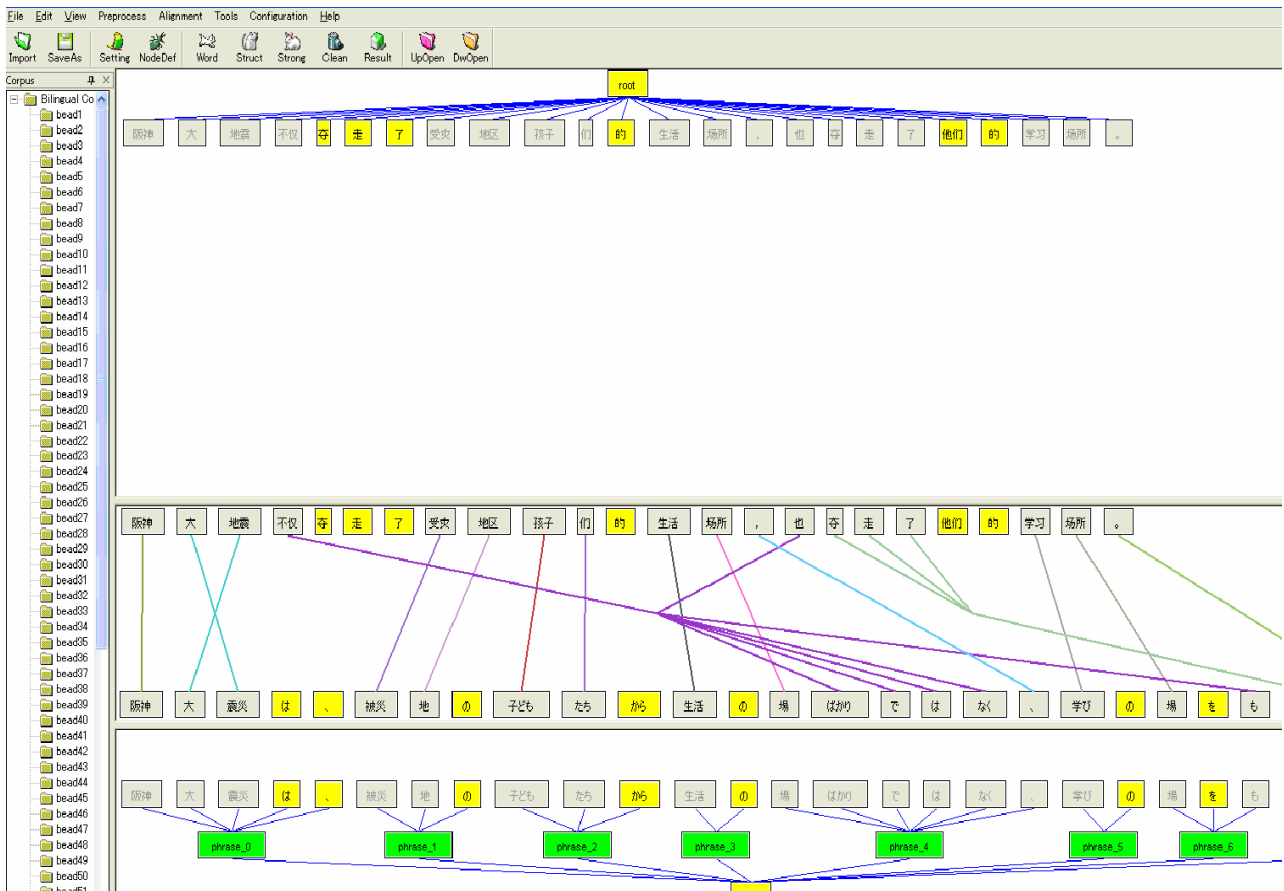 File Edit View Preprocess Alignment Tools Configuration Help
Import SaveAs Setting NodeDef Word Struct Strong Clean Result UpOpen DwOpen
Corpus
Bilingual Co
bead1
bead2
bead3
bead4
bead5
bead6
bead7
bead8
bead9
bead10
bead11
bead12
bead13
bead14
bead15
bead16
bead17
bead18
bead19
bead20
bead21
bead22
bead23
bead24
bead25
bead26
bead27
bead28
bead29
bead30
bead31
bead32
bead33
bead34
bead35
bead36
bead37
bead38
bead39
bead40
bead41
bead42
bead43
bead44
bead45
bead46
bead47
bead48
bead49
bead50
bead51
root
阪神 大 地震 不仅 夺 走 了 受灾 地区 孩子 们 的 生活 场所 , 也 夺 走 了 他们 的 学习 场所 。
阪神 大 地震 不仅 夺 走 了 受灾 地区 孩子 们 的 生活 场所 , 也 夺 走 了 他们 的 学习 场所 。
阪神 大 震災 は 、 被災 地 の 子ども たち から 生活 の 場 ばかり で は なく 、 学び の 場 を も
阪神 大 震災 は 、 被災 地 の 子ども たち から 生活 の 場 ばかり で は なく 、 学び の 場 を も
phrase_0 phrase_1 phrase_2 phrase_3 phrase_4 phrase_5 phrase_6